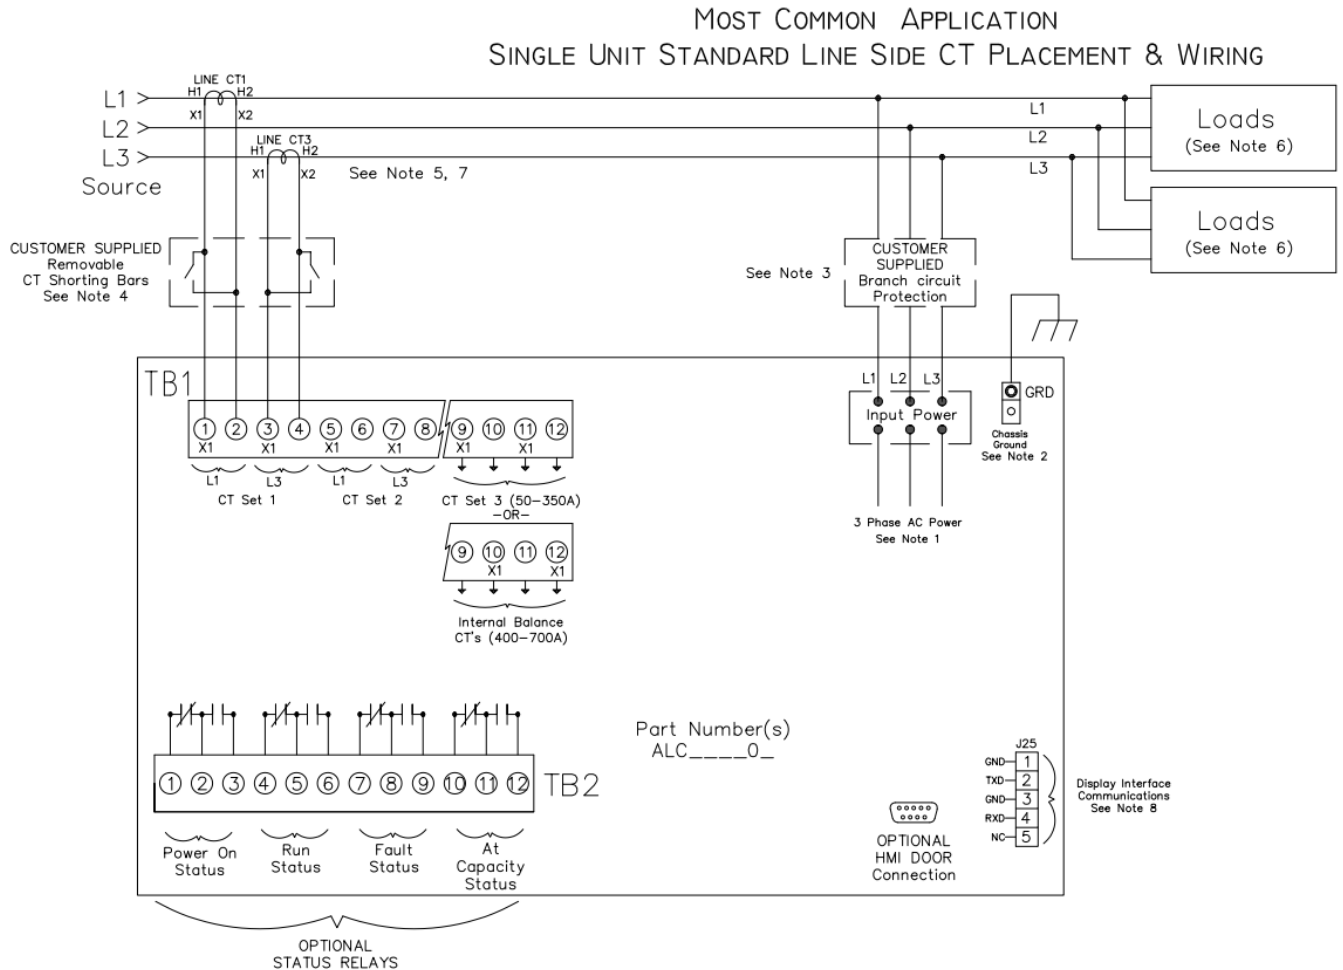 MOST COMMON APPLICATION
SINGLE UNIT STANDARD LINE SIDE CT PLACEMENT & WIRING
LINE CT1
H1 H2
L1
X1 X2
L2
LINE CT3
H1 H2
L3
X1 X2
See Note 5, 7
Source
L1
L2
L3
Loads
(See Note 6)
Loads
(See Note 6)
CUSTOMER SUPPLIED
Removable
CT Shorting Bars
See Note 4
See Note 3
CUSTOMER
SUPPLIED
Branch circuit
Protection
TB1
1 2 3 4 5 6 7 8 9 10 11 12
X1 X1 X1 X1 X1 X1
L1 L3 L1 L3
CT Set 1 CT Set 2
CT Set 3 (50-350A)
-OR-
9 10 11 12
X1 X1
Internal Balance
CT's (400-700A)
L1 L2 L3
Input Power
3 Phase AC Power
See Note 1
GRD
Chassis
Ground
See Note 2
Part Number(s)
ALC____0_
1 2 3 4 5 6 7 8 9 10 11 12
TB2
Power On
Status
Run
Status
Fault
Status
At
Capacity
Status
OPTIONAL
STATUS RELAYS
OPTIONAL
HMI DOOR
Connection
J25
GND 1
TXD 2
GND 3
RXD 4
NC 5
Display Interface
Communications
See Note 8